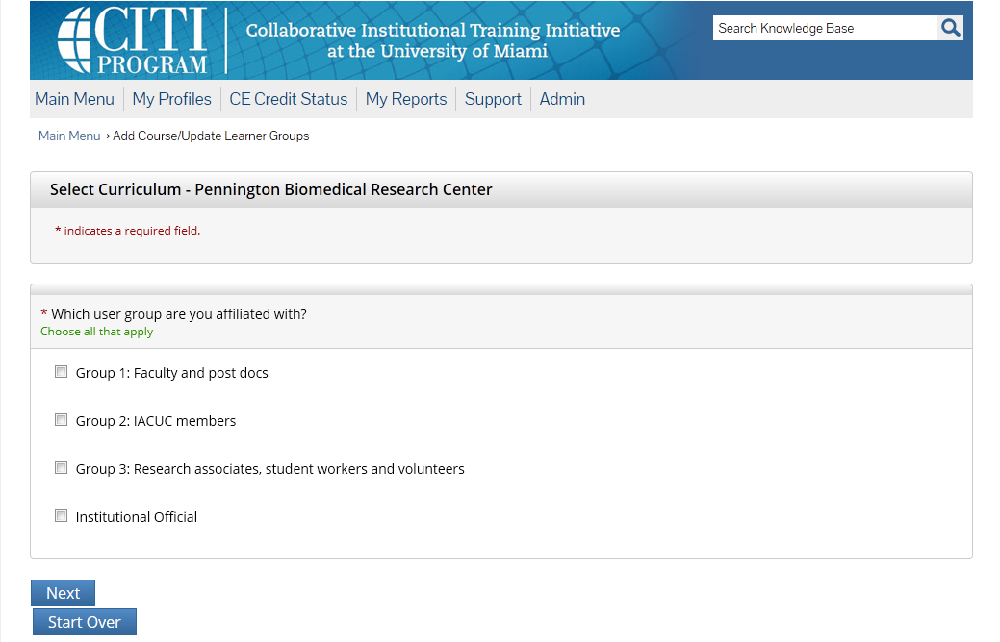 CITI
PROGRAM
Collaborative Institutional Training Initiative
at the University of Miami
Search Knowledge Base
Main Menu My Profiles CE Credit Status My Reports Support Admin
Main Menu › Add Course/Update Learner Groups
Select Curriculum - Pennington Biomedical Research Center
* indicates a required field.
* Which user group are you affiliated with?
Choose all that apply
Group 1: Faculty and post docs
Group 2: IACUC members
Group 3: Research associates, student workers and volunteers
Institutional Official
Next
Start Over